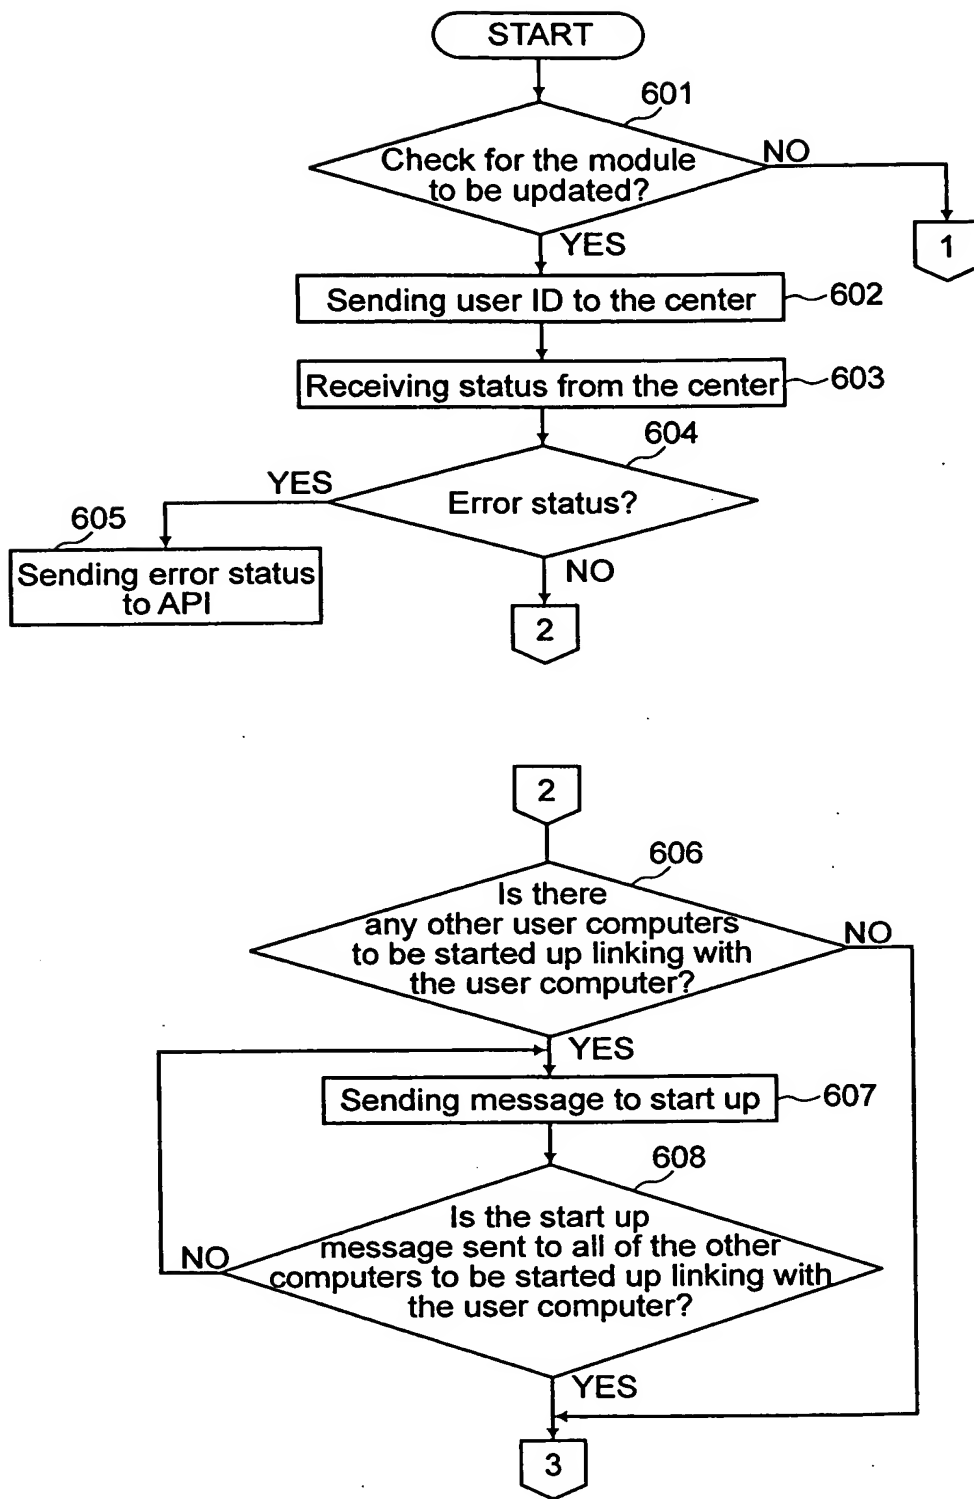 START
601
Check for the module
to be updated?
NO
1
YES
Sending user ID to the center
602
Receiving status from the center
603
604
YES
Error status?
605
Sending error status
to API
NO
2
2
606
Is there
any other user computers
to be started up linking with
the user computer?
NO
YES
Sending message to start up
607
608
Is the start up
message sent to all of the other
computers to be started up linking with
the user computer?
NO
YES
3